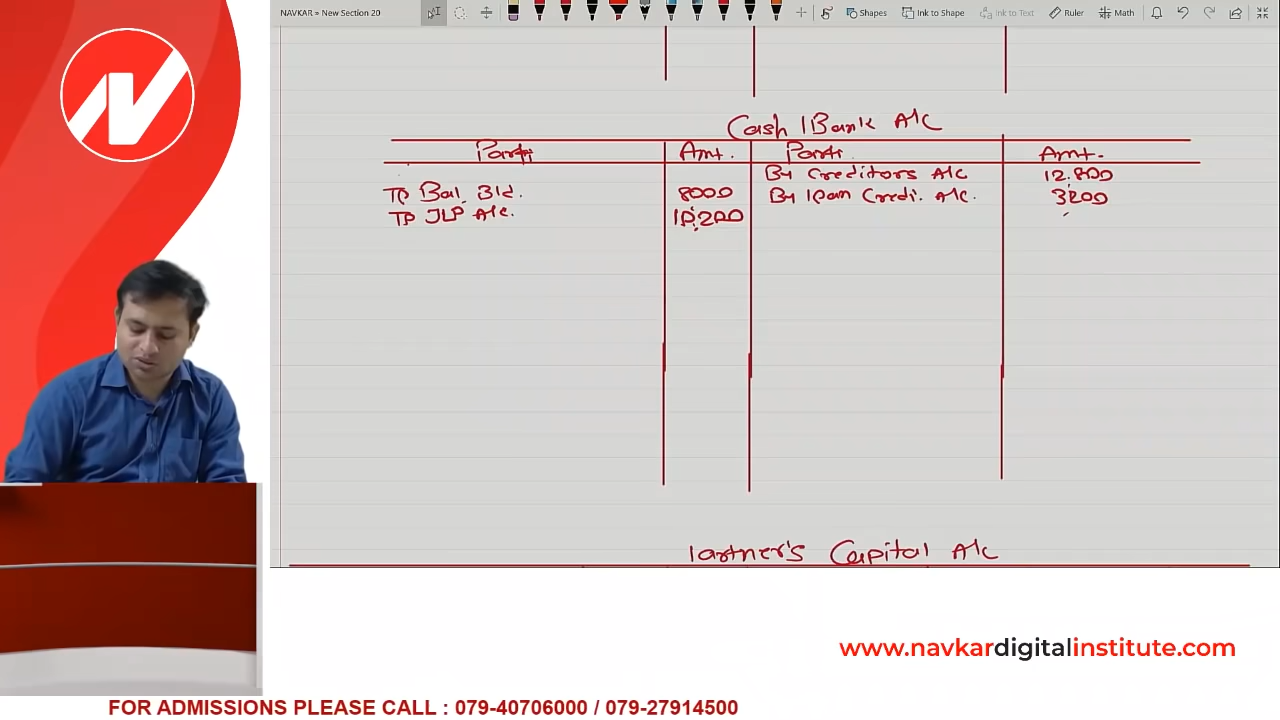 NAVKAR » New Section 20
Shapes Ink to Shape Ink to Text Ruler Math
Cash / Bank A/c
Parti Amt. Parti. Amt.
By Creditors A/c 12,800
To Bal. B/d. 8000 By loan Credi. A/c. 3200
To JLP A/c. 10,200
Partner's Capital A/c
www.navkardigitalinstitute.com
FOR ADMISSIONS PLEASE CALL : 079-40706000 / 079-27914500